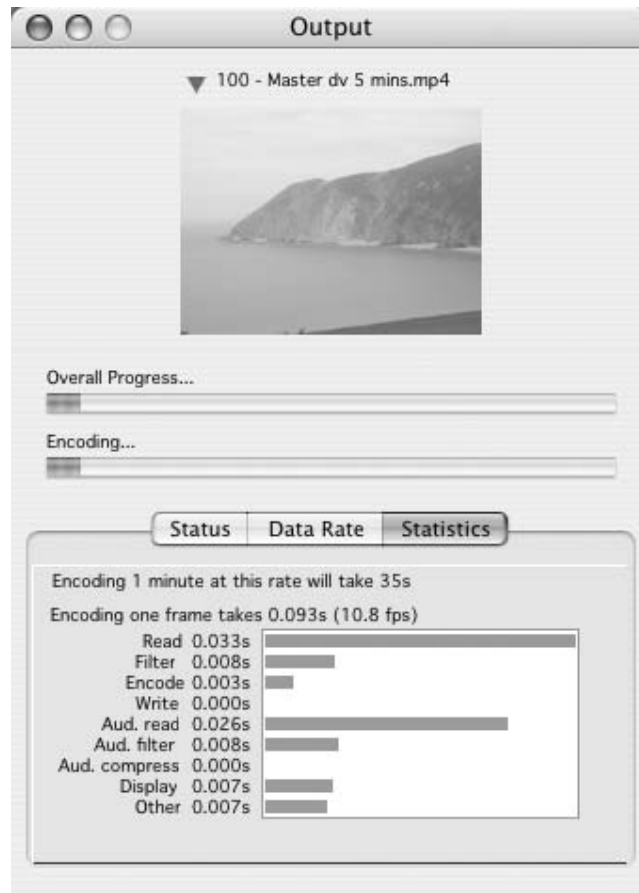 Output
100 - Master dv 5 mins.mp4
Overall Progress...
Encoding...
Status Data Rate Statistics
Encoding 1 minute at this rate will take 35s
Encoding one frame takes 0.093s (10.8 fps)
Read 0.033s
Filter 0.008s
Encode 0.003s
Write 0.000s
Aud. read 0.026s
Aud. filter 0.008s
Aud. compress 0.000s
Display 0.007s
Other 0.007s